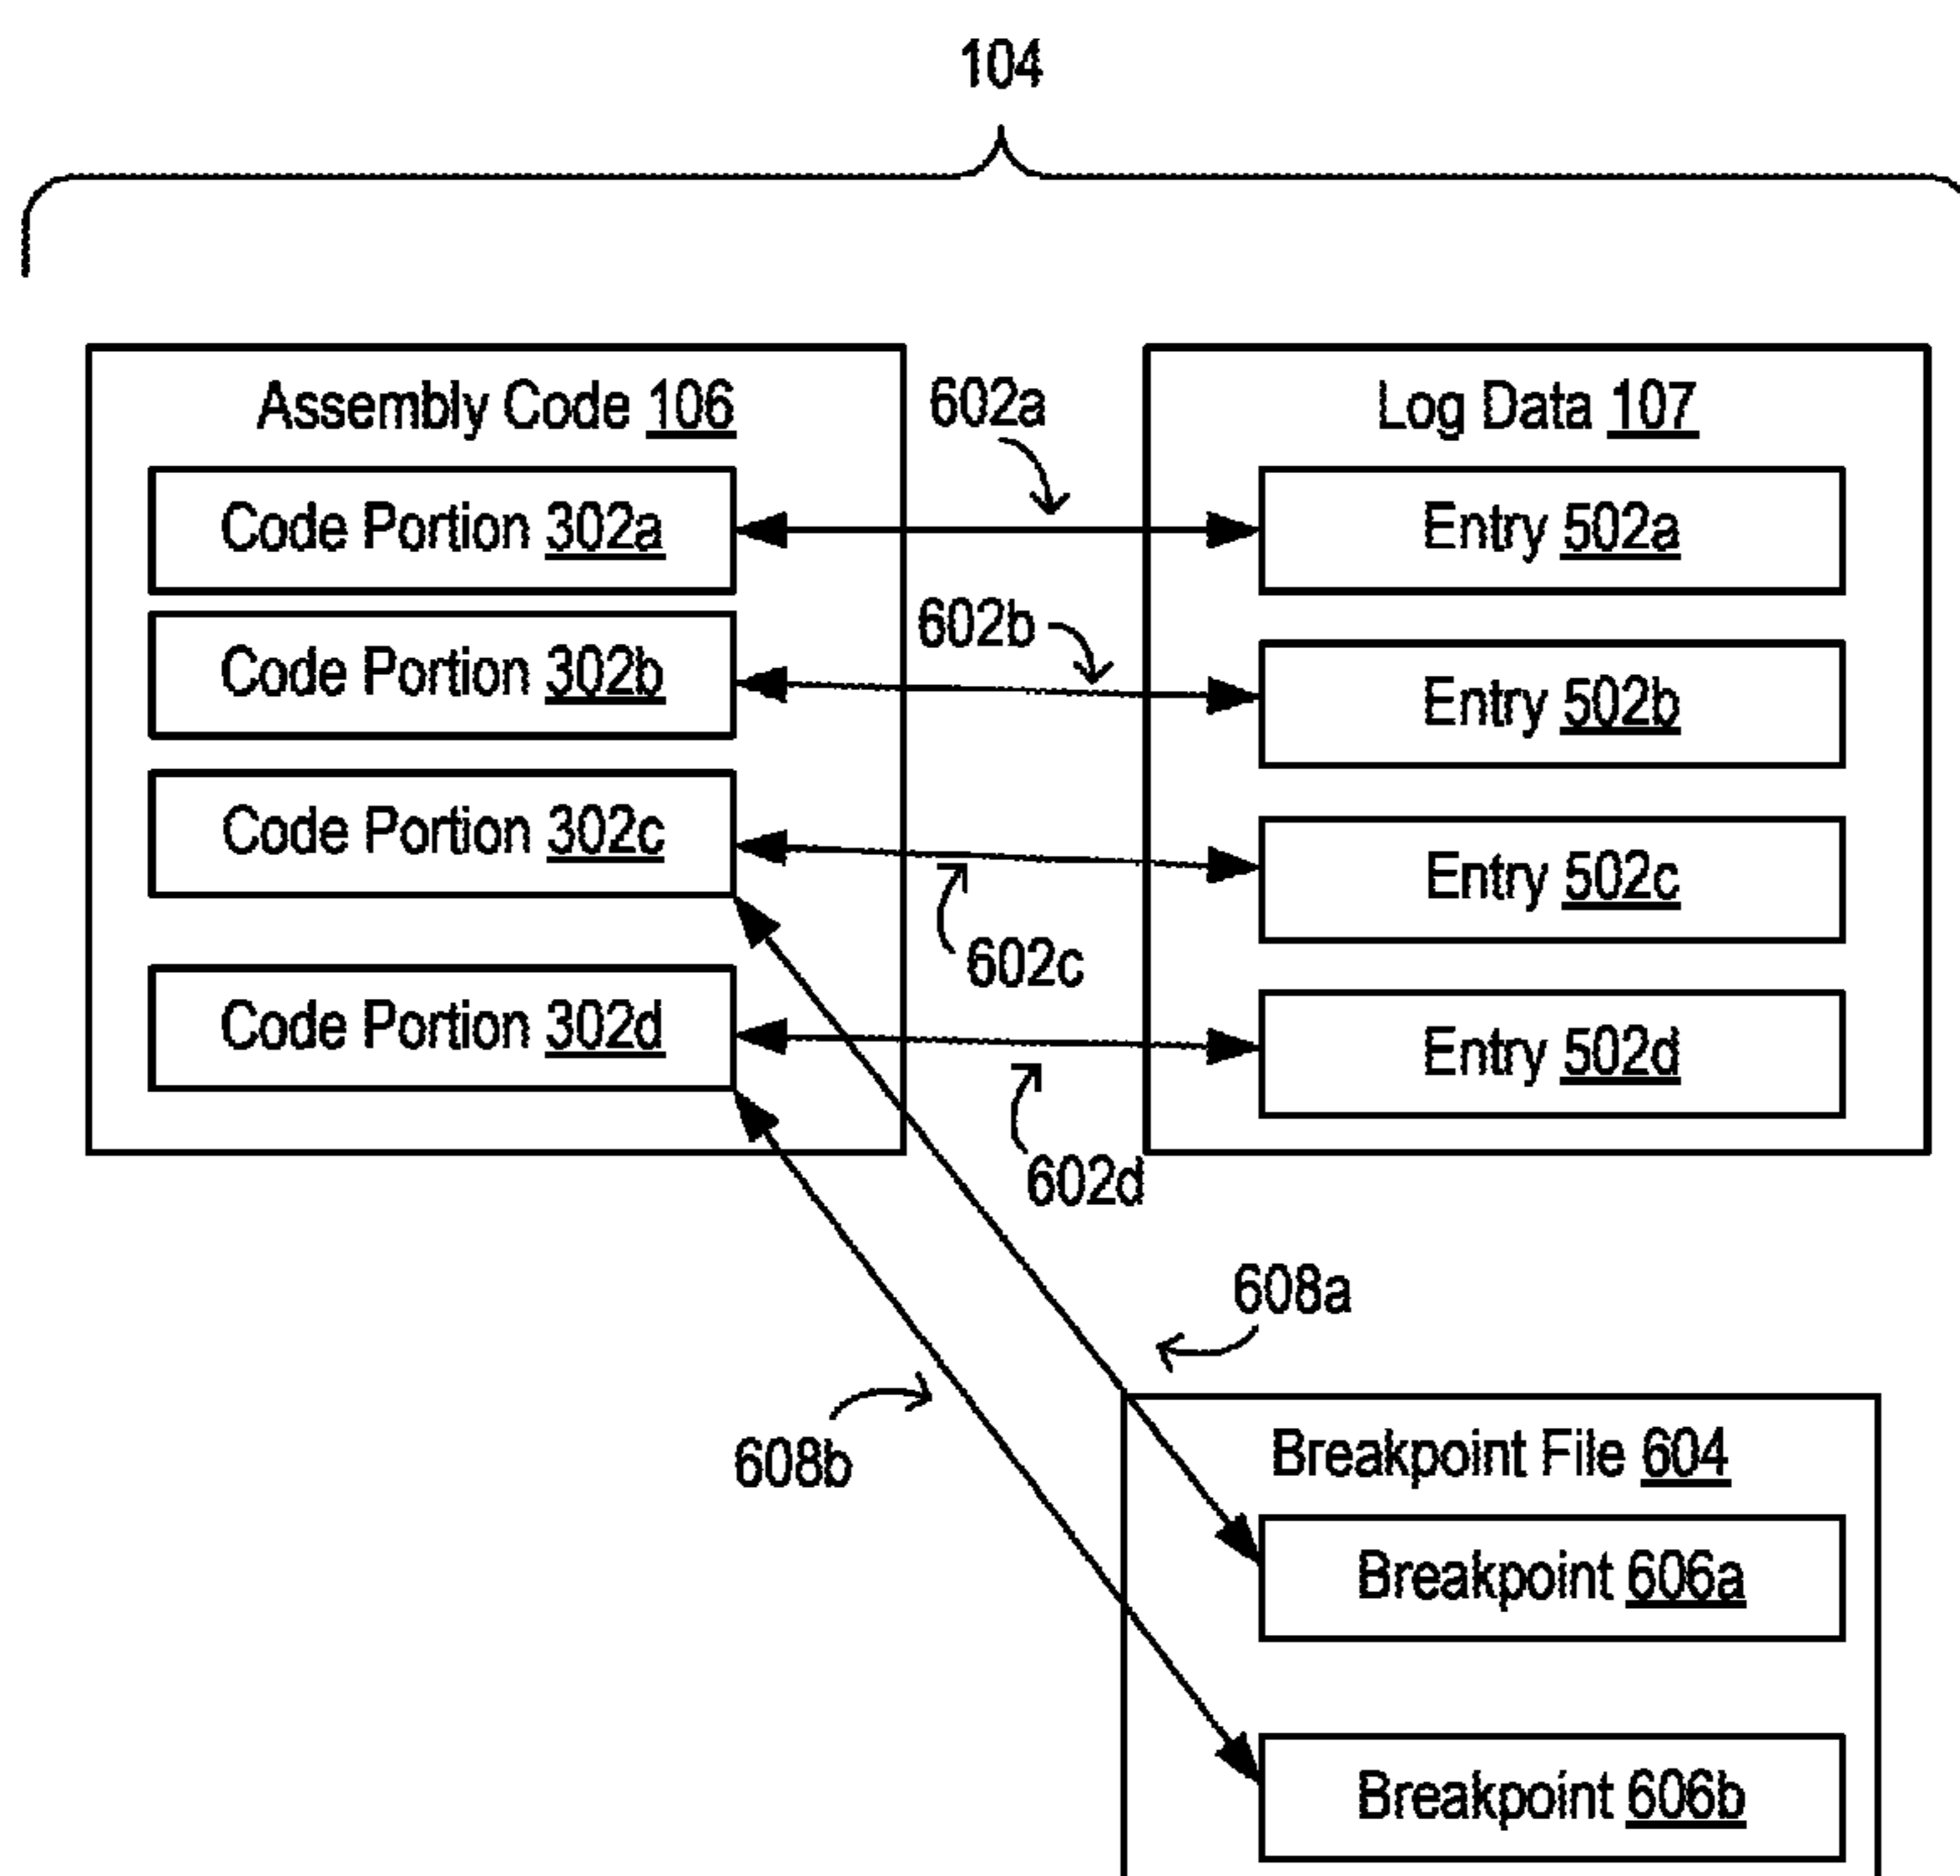 104
Assembly Code 106
602a
Log Data 107
Code Portion 302a
Entry 502a
602b
Code Portion 302b
Entry 502b
Code Portion 302c
Entry 502c
602c
Code Portion 302d
Entry 502d
602d
608a
608b
Breakpoint File 604
Breakpoint 606a
Breakpoint 606b